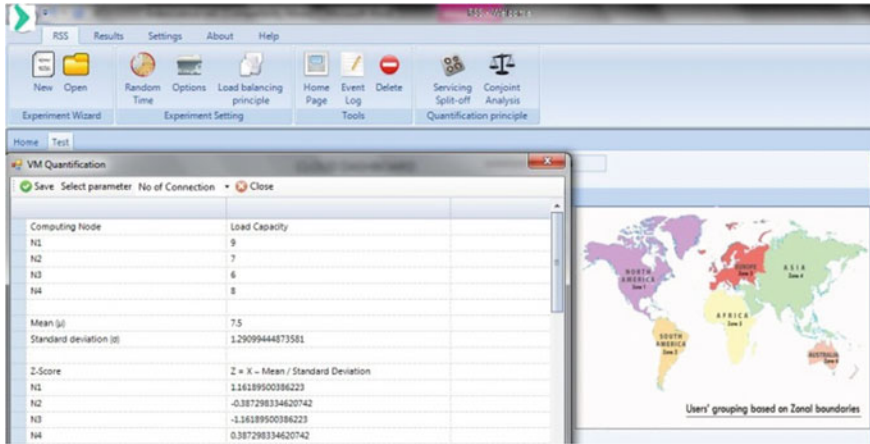 RSS Results Settings About Help
New Open Random Time Options Load balancing principle Home Page Event Log Delete Servicing Split-off Conjoint Analysis
Experiment Wizard Experiment Setting Tools Quantification principle
Home Test
VM Quantification
Save Select parameter No of Connection Close
Computing Node Load Capacity
N1 9
N2 7
N3 6
N4 8
Mean (μ) 7.5
Standard deviation (σ) 1.29099444873581
Z-Score Z = X – Mean / Standard Deviation
N1 1.16189500386223
N2 -0.387298334620742
N3 -1.16189500386223
N4 0.387298334620742
NORTH AMERICA
Zone 1
EUROPE
ASIA
AFRICA
SOUTH AMERICA
AUSTRALIA
Users' grouping based on Zonal boundaries